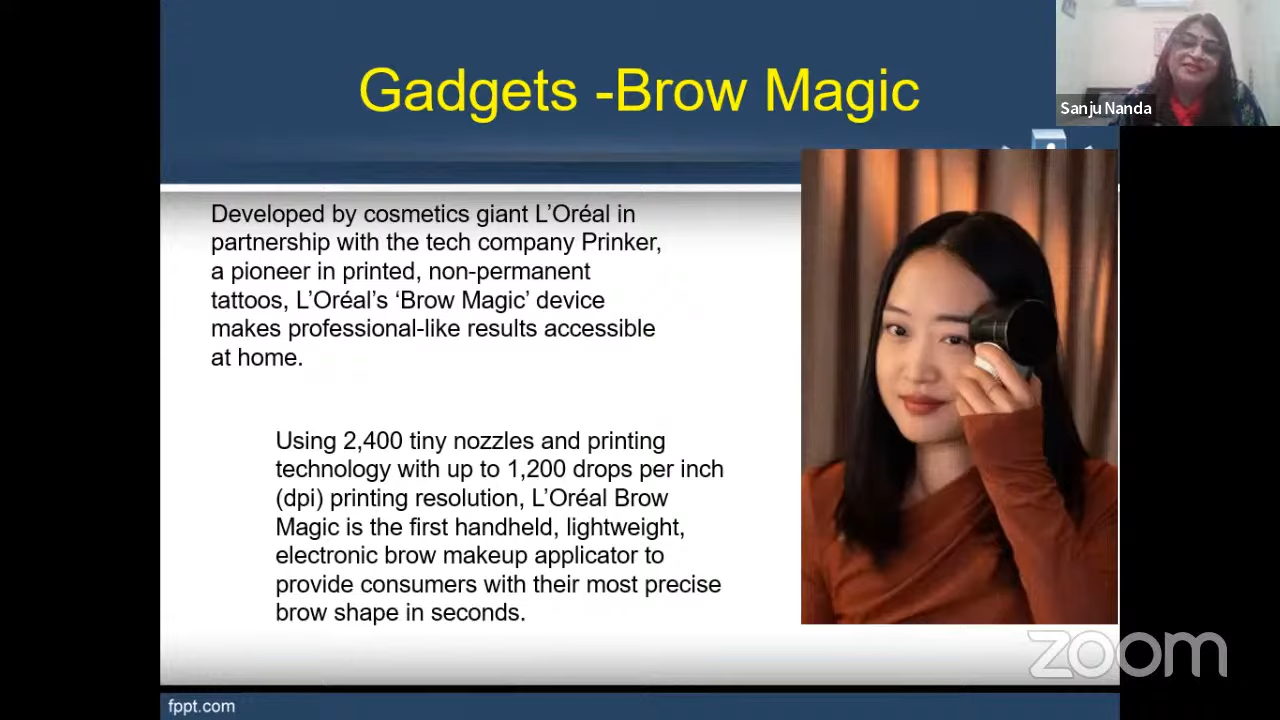 Gadgets -Brow Magic
Sanju Nanda
Developed by cosmetics giant L’Oréal in
partnership with the tech company Prinker,
a pioneer in printed, non-permanent
tattoos, L’Oréal’s ‘Brow Magic’ device
makes professional-like results accessible
at home.
Using 2,400 tiny nozzles and printing
technology with up to 1,200 drops per inch
(dpi) printing resolution, L’Oréal Brow
Magic is the first handheld, lightweight,
electronic brow makeup applicator to
provide consumers with their most precise
brow shape in seconds.
zoom
fppt.com